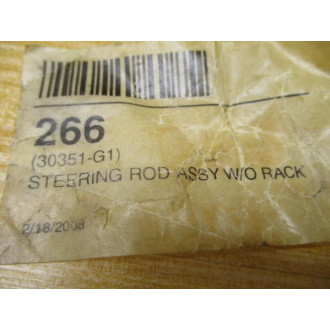 266
(30351-G1)
STEERING ROD ASSY W/O RACK
2/18/2008